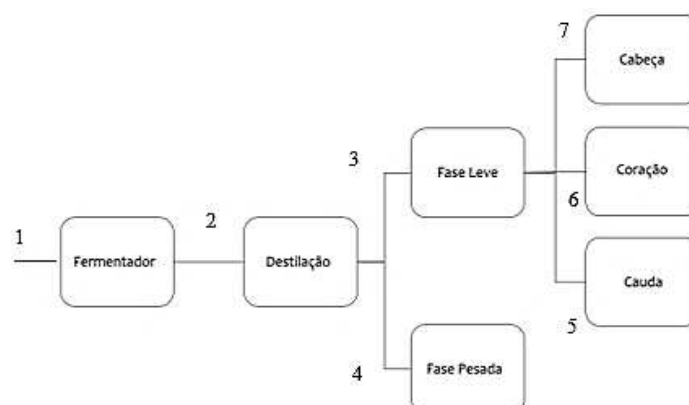 7
Cabeça
3
Fase Leve
Coração
6
1
2
Fermentador
Destilação
Cauda
5
4
Fase Pesada